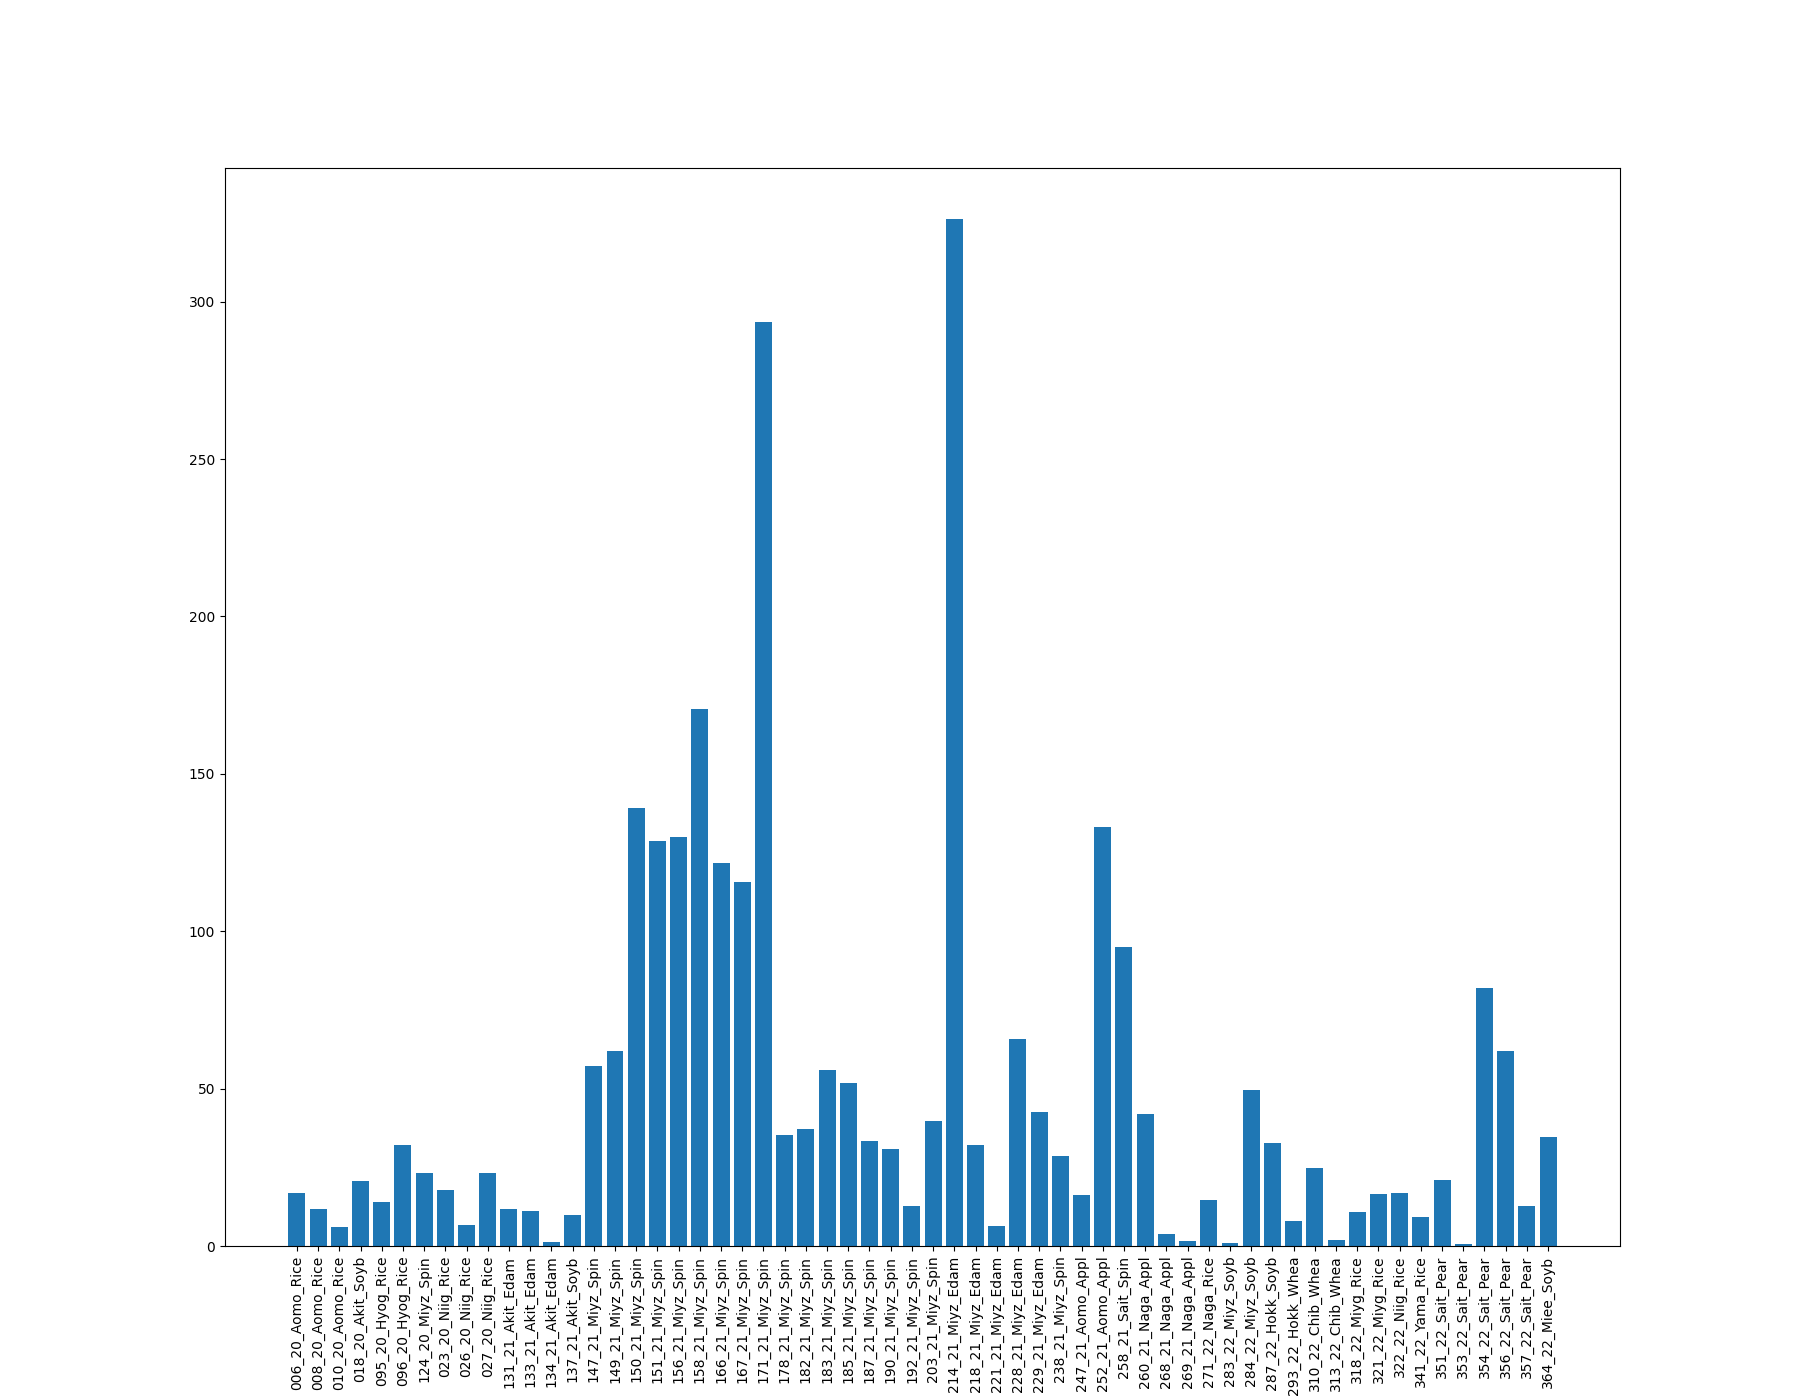 300
250
200
150
100
50
0
006_20_Aomo_Rice
008_20_Aomo_Rice
010_20_Aomo_Rice
018_20_Akit_Soyb
095_20_Hyog_Rice
096_20_Hyog_Rice
124_20_Miyz_Spin
023_20_Niig_Rice
026_20_Niig_Rice
027_20_Niig_Rice
131_21_Akit_Edam
133_21_Akit_Edam
134_21_Akit_Edam
137_21_Akit_Soyb
147_21_Miyz_Spin
149_21_Miyz_Spin
150_21_Miyz_Spin
151_21_Miyz_Spin
156_21_Miyz_Spin
158_21_Miyz_Spin
166_21_Miyz_Spin
167_21_Miyz_Spin
171_21_Miyz_Spin
178_21_Miyz_Spin
182_21_Miyz_Spin
183_21_Miyz_Spin
185_21_Miyz_Spin
187_21_Miyz_Spin
190_21_Miyz_Spin
192_21_Miyz_Spin
203_21_Miyz_Spin
214_21_Miyz_Edam
218_21_Miyz_Edam
221_21_Miyz_Edam
228_21_Miyz_Edam
229_21_Miyz_Edam
238_21_Miyz_Spin
247_21_Aomo_Appl
252_21_Aomo_Appl
258_21_Sait_Spin
260_21_Naga_Appl
268_21_Naga_Appl
269_21_Naga_Appl
271_22_Naga_Rice
283_22_Miyz_Soyb
284_22_Miyz_Soyb
287_22_Hokk_Soyb
293_22_Hokk_Whea
310_22_Chib_Whea
313_22_Chib_Whea
318_22_Miyg_Rice
321_22_Miyg_Rice
322_22_Niig_Rice
341_22_Yama_Rice
351_22_Sait_Pear
353_22_Sait_Pear
354_22_Sait_Pear
356_22_Sait_Pear
357_22_Sait_Pear
364_22_Miee_Soyb